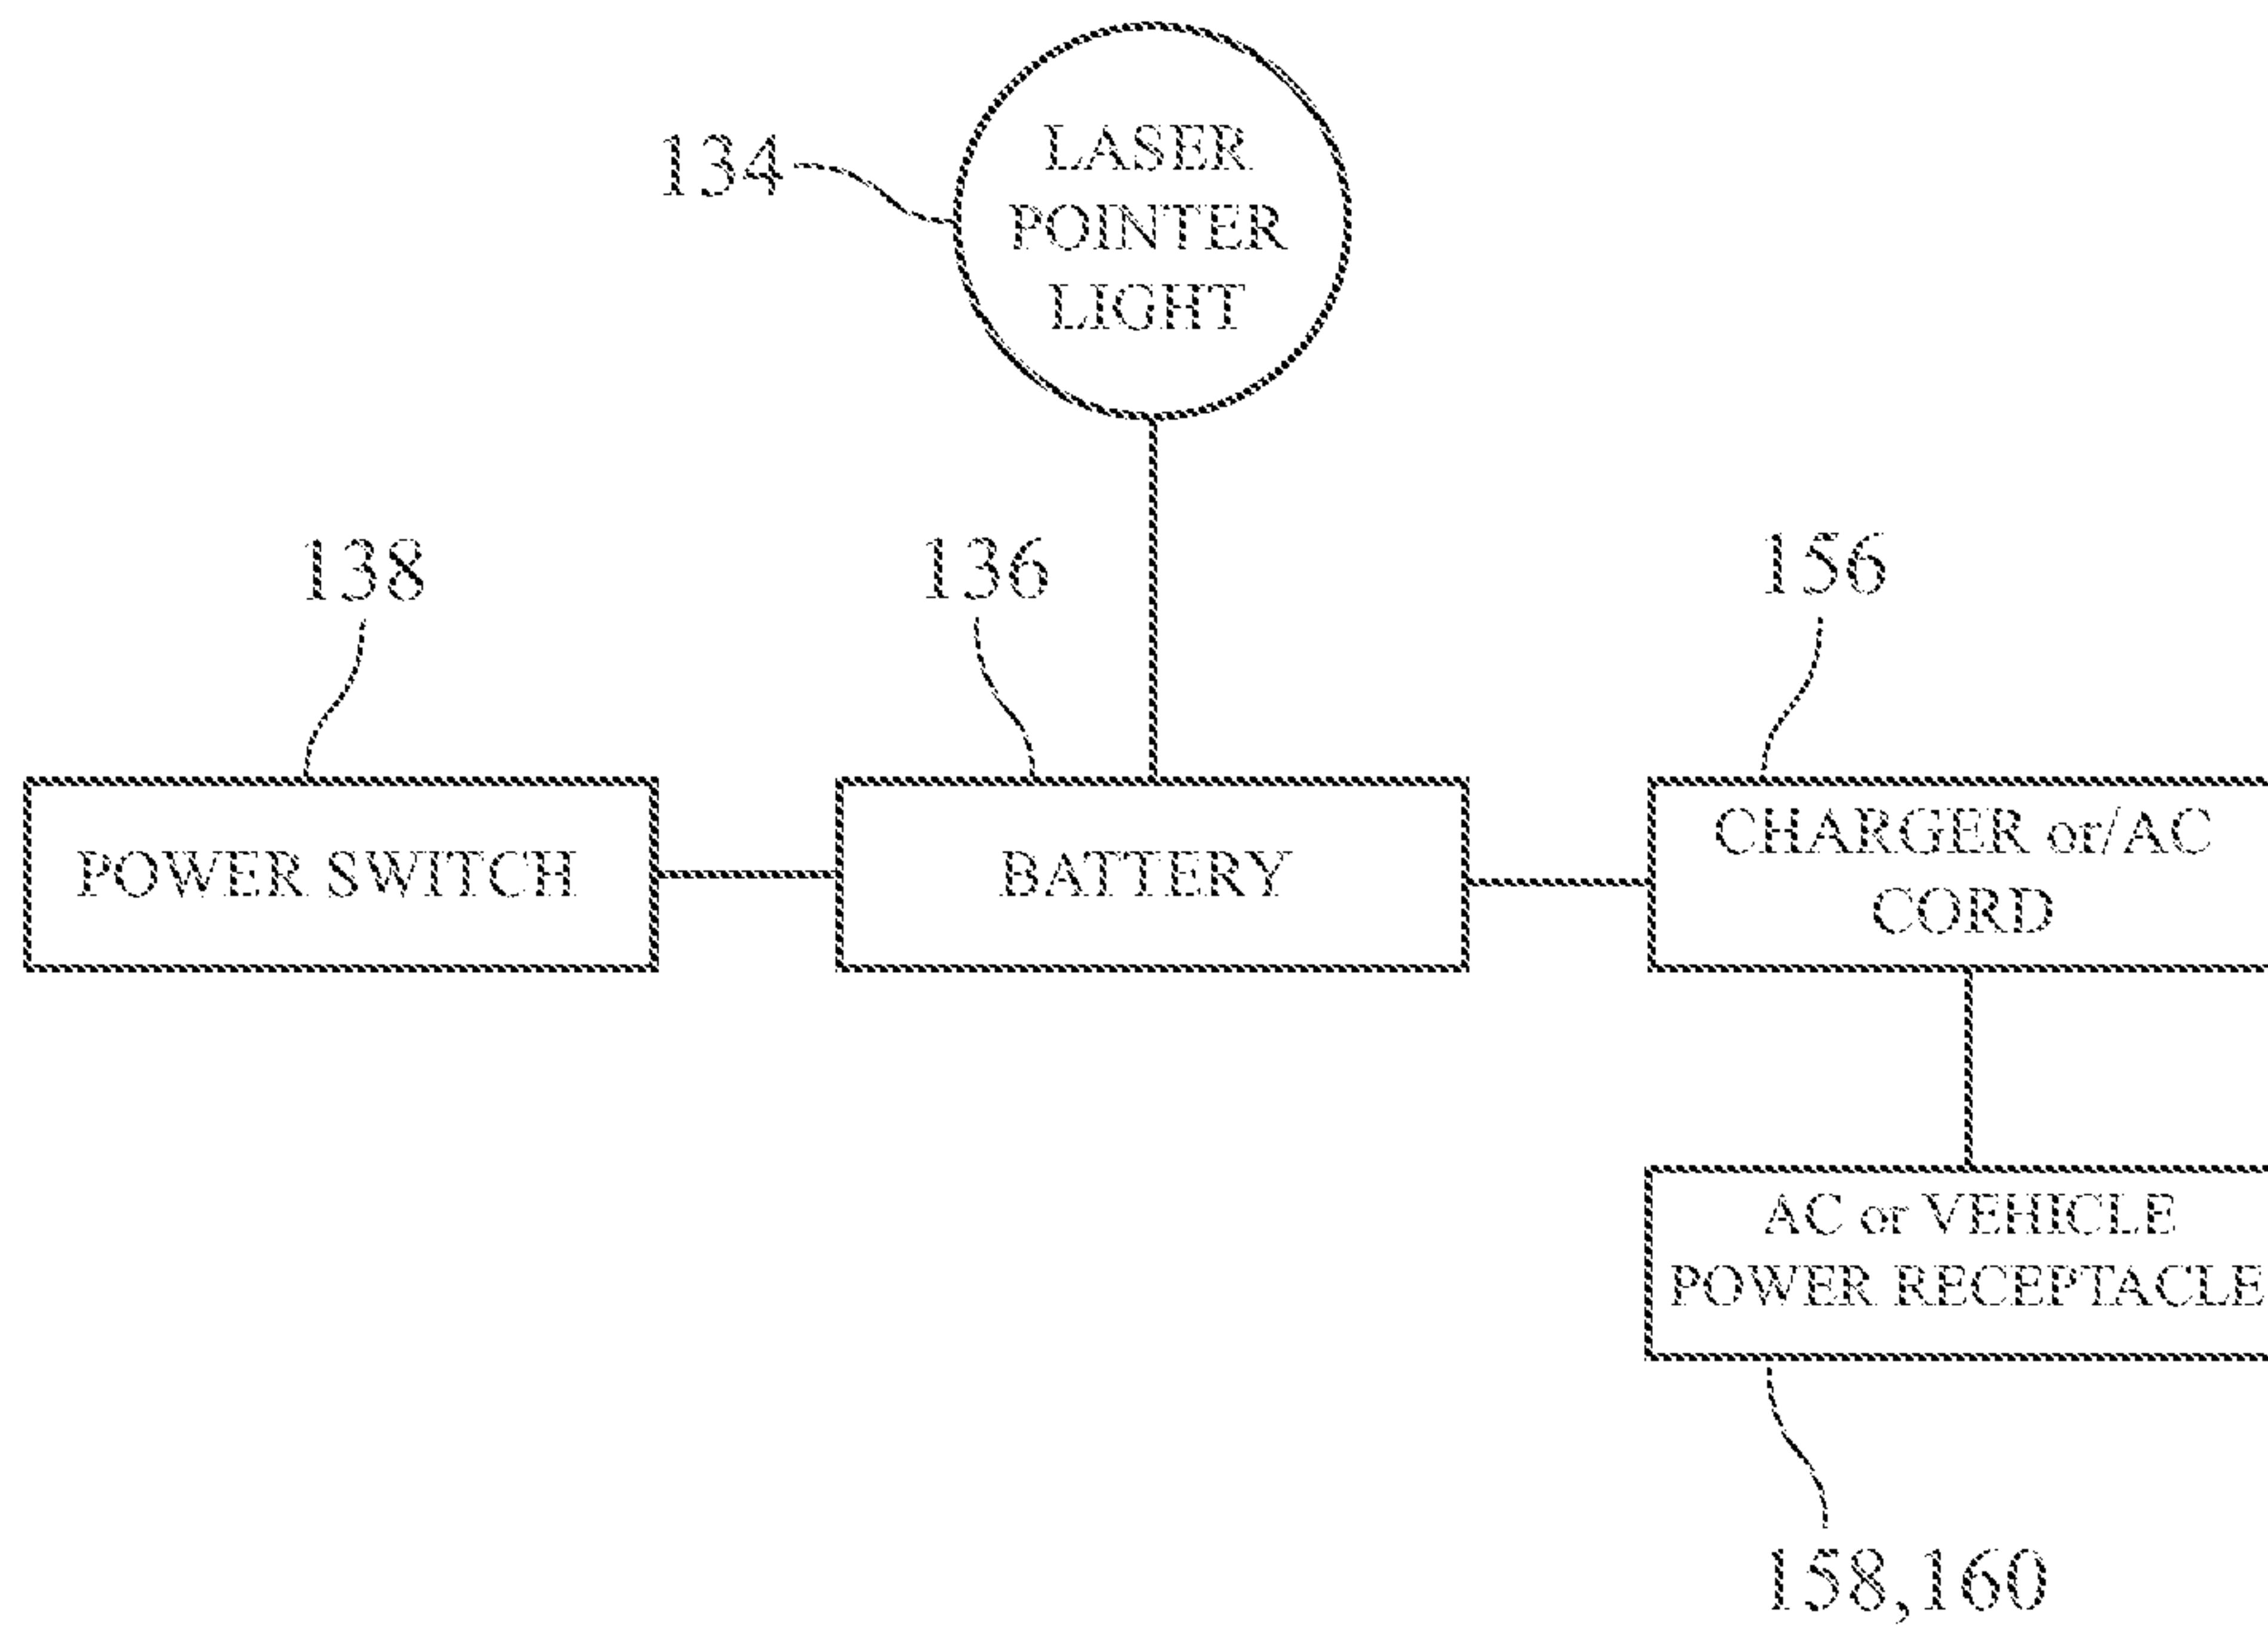 134
LASER
POINTER
LIGHT
138
136
156
POWER SWITCH
BATTERY
CHARGER or/AC
CORD
AC or VEHICLE
POWER RECEPTACLE
158,160